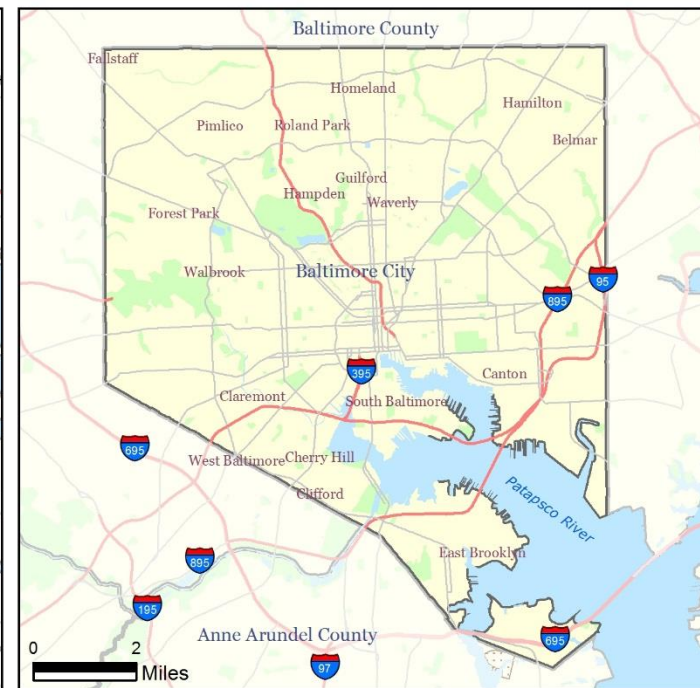 Baltimore County
Fallstaff
Homeland
Hamilton
Pimlico
Roland Park
Belmar
Guilford
Hampden
Waverly
Forest Park
Walbrook
Baltimore City
95
895
395
Canton
Claremont
South Baltimore
695
West Baltimore
Cherry Hill
Clifford
Patapsco River
895
East Brooklyn
195
Anne Arundel County
695
97
0 2
Miles